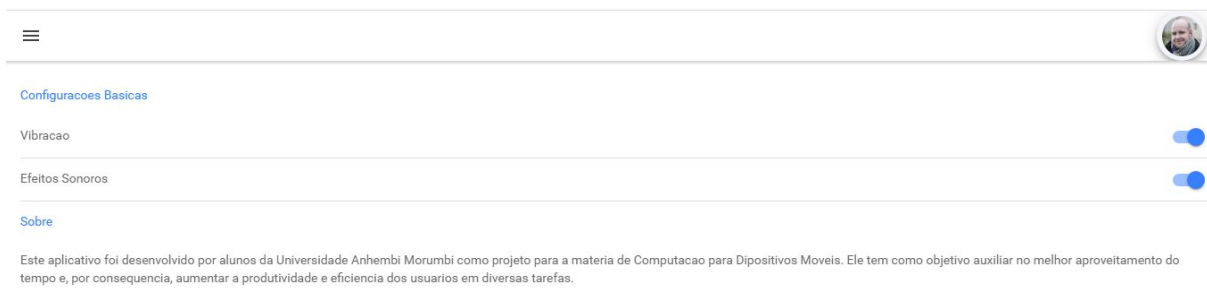 Configuracoes Basicas
Vibracao
Efeitos Sonoros
Sobre
Este aplicativo foi desenvolvido por alunos da Universidade Anhembi Morumbi como projeto para a materia de Computacao para Dipositivos Moveis. Ele tem como objetivo auxiliar no melhor aproveitamento do
tempo e, por consequencia, aumentar a produtividade e eficiencia dos usuarios em diversas tarefas.